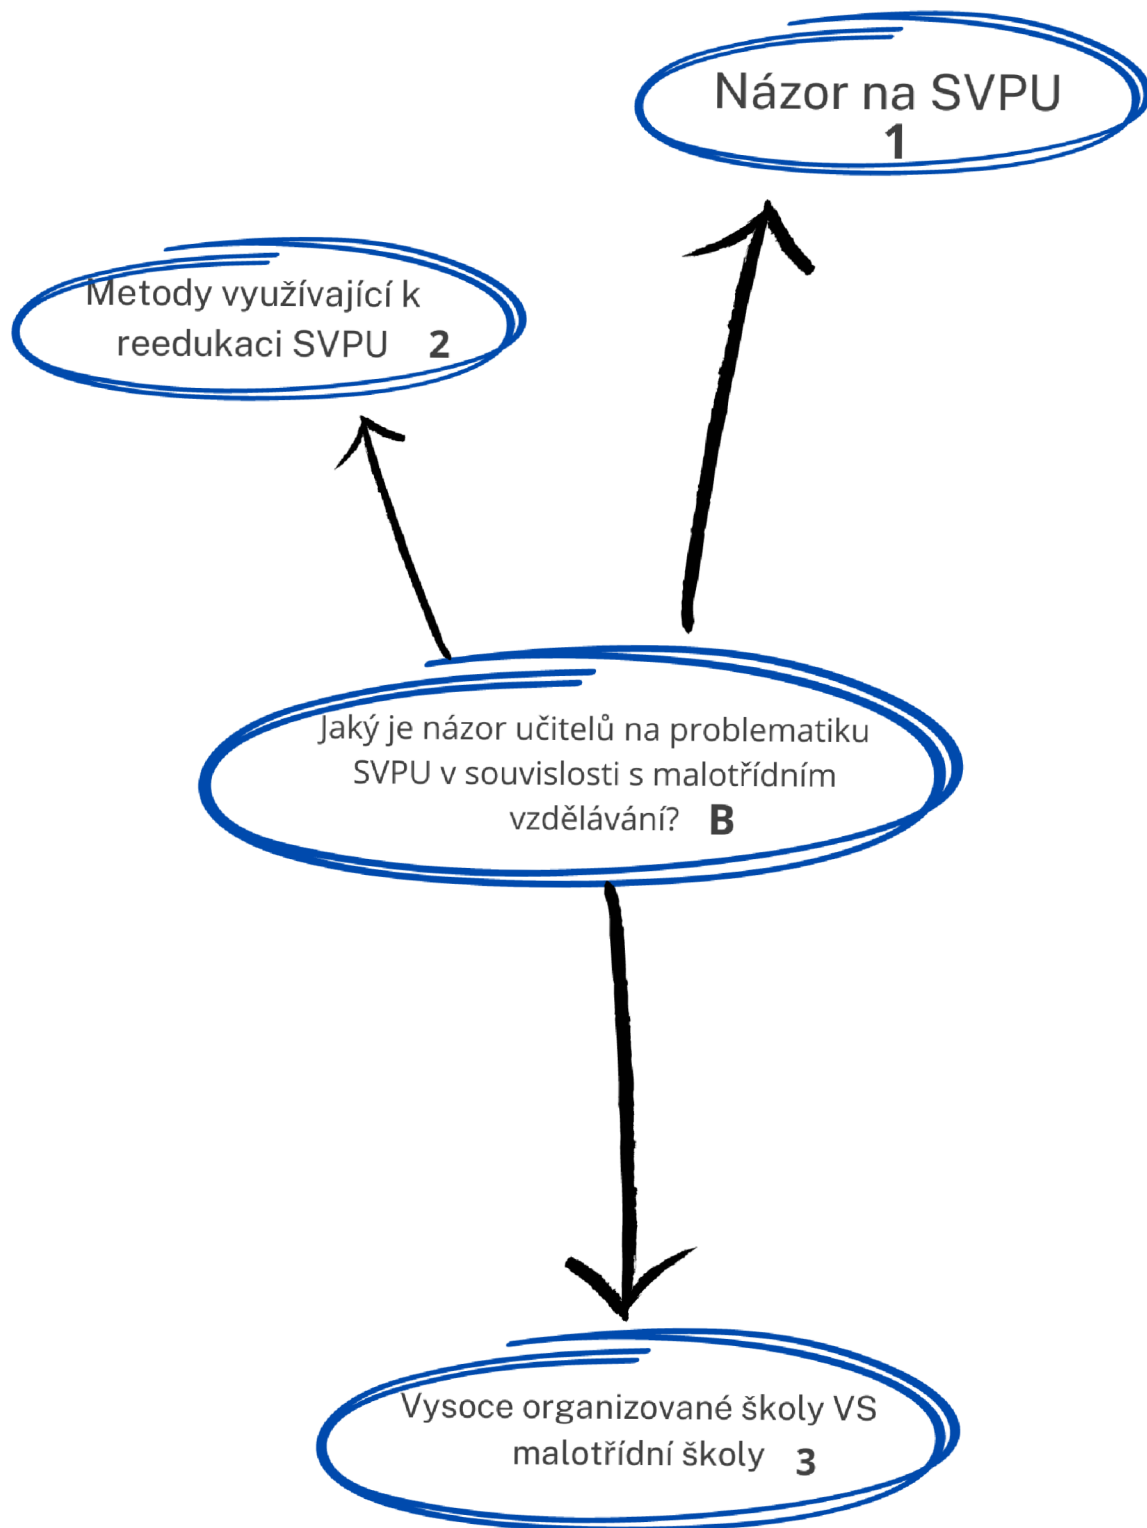 Názor na SVPU
1
Metody využívající k
reedukaci SVPU 2
Jaký je názor učitelů na problematiku
SVPU v souvislosti s malotřídním
vzdělávání? B
Vysoce organizované školy VS
malotřídní školy 3